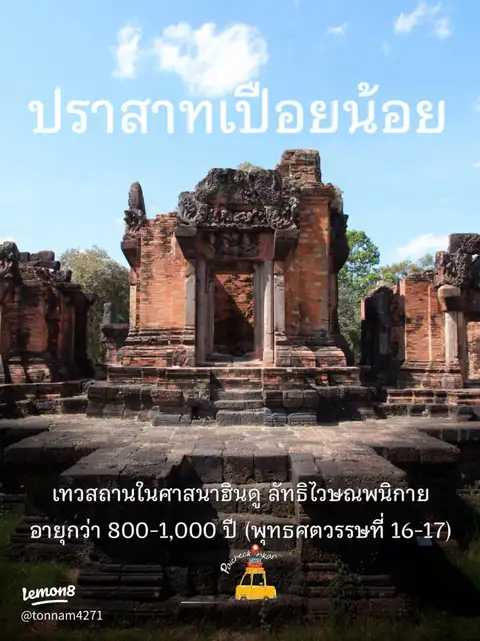 ปราสาทเปือยน้อย
เทวสถานในศาสนาฮินดู ลัทธิไวษณพนิกาย
อายุกว่า 800-1,000 ปี (พุทธศตวรรษที่ 16-17)
Lemon8
@tonnam4271